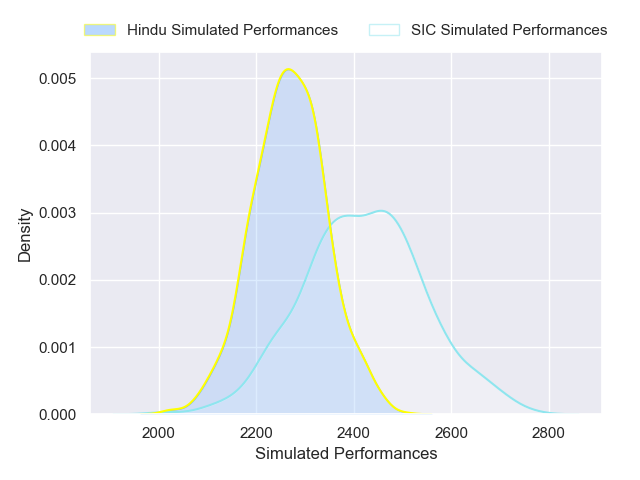 Hindu Simulated Performances SIC Simulated Performances
0.005
0.004
0.003
0.002
0.001
0.000
Density
2000 2200 2400 2600 2800
Simulated Performances